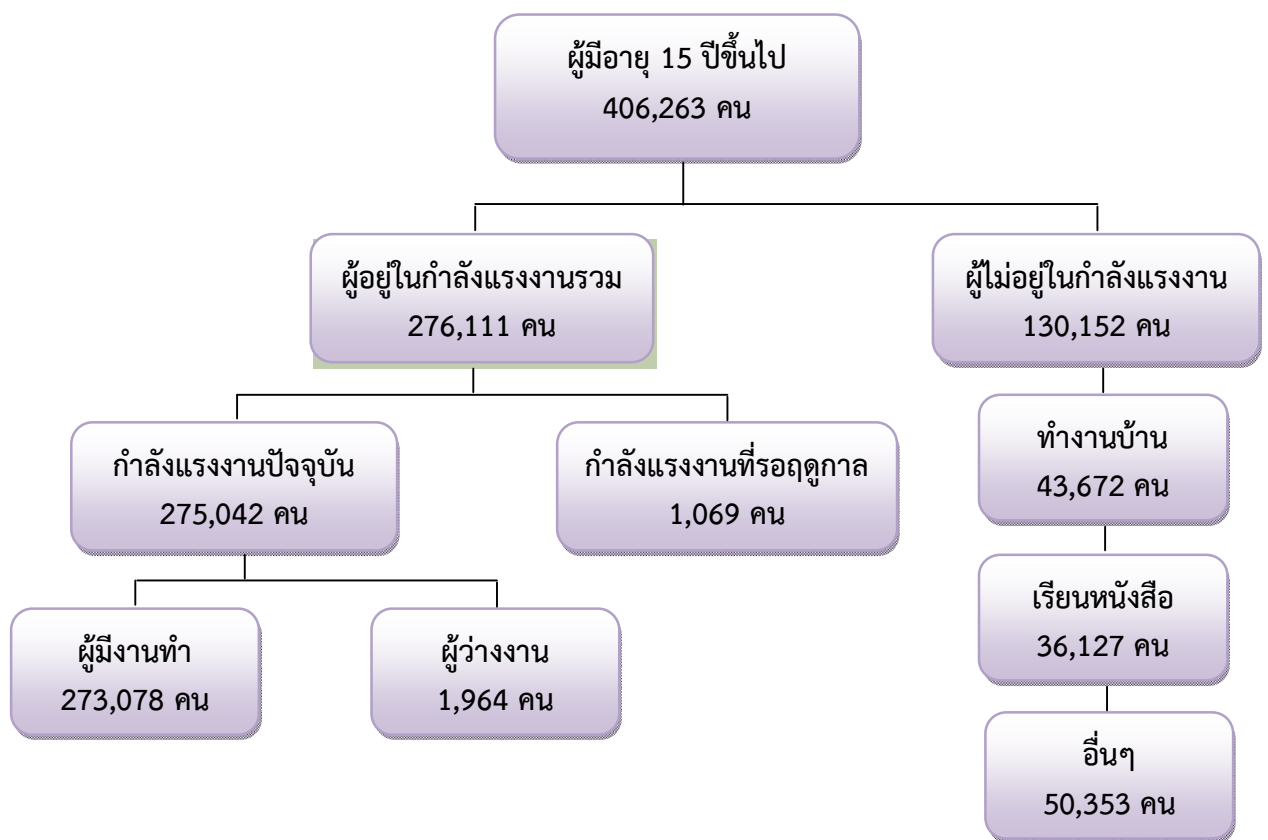 ผู้มีอายุ 15 ปีขึ้นไป
406,263 คน
ผู้อยู่ในกำลังแรงงานรวม
276,111 คน
ผู้ไม่อยู่ในกำลังแรงงาน
130,152 คน
กำลังแรงงานปัจจุบัน
275,042 คน
กำลังแรงงานที่รอฤดูกาล
1,069 คน
ทำงานบ้าน
43,672 คน
ผู้มีงานทำ
273,078 คน
ผู้ว่างงาน
1,964 คน
เรียนหนังสือ
36,127 คน
อื่นๆ
50,353 คน